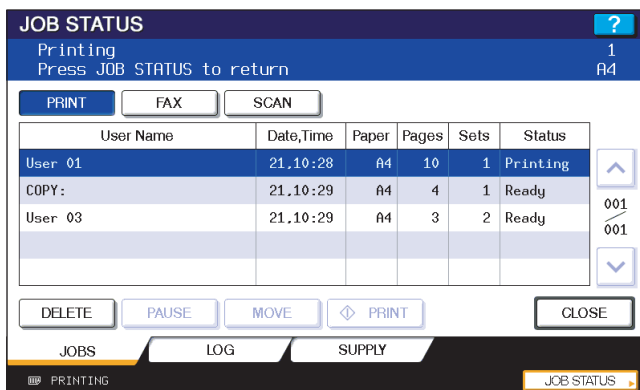 JOB STATUS ?
Printing 1
Press JOB STATUS to return A4
PRINT FAX SCAN
User Name Date,Time Paper Pages Sets Status
User 01 21,10:28 A4 10 1 Printing
COPY: 21,10:29 A4 4 1 Ready
User 03 21,10:29 A4 3 2 Ready
001
001
DELETE PAUSE MOVE PRINT CLOSE
JOBS LOG SUPPLY
PRINTING JOB STATUS